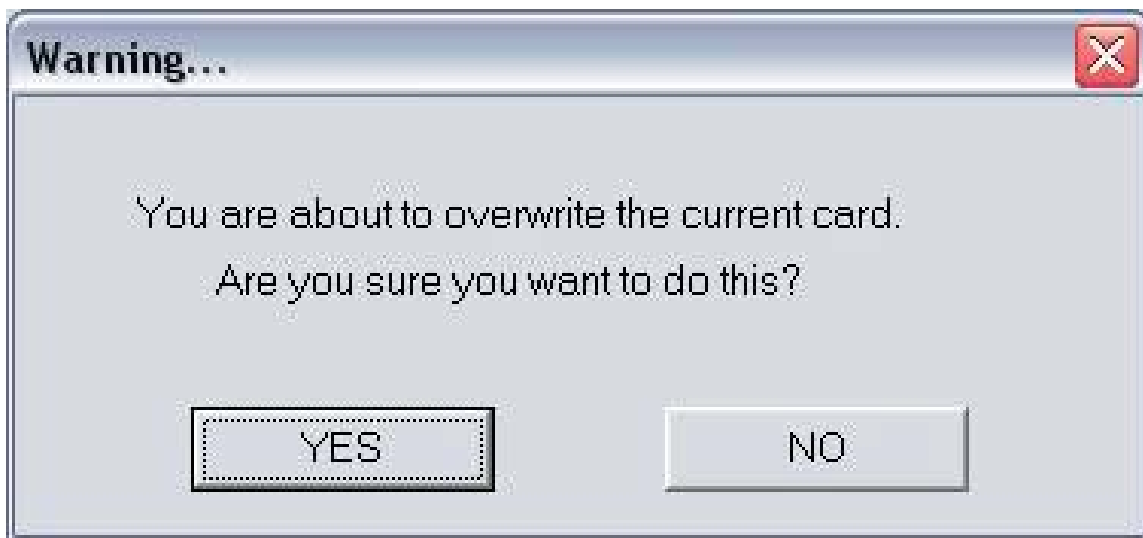 Warning...
You are about to overwrite the current card.
Are you sure you want to do this?
YES NO